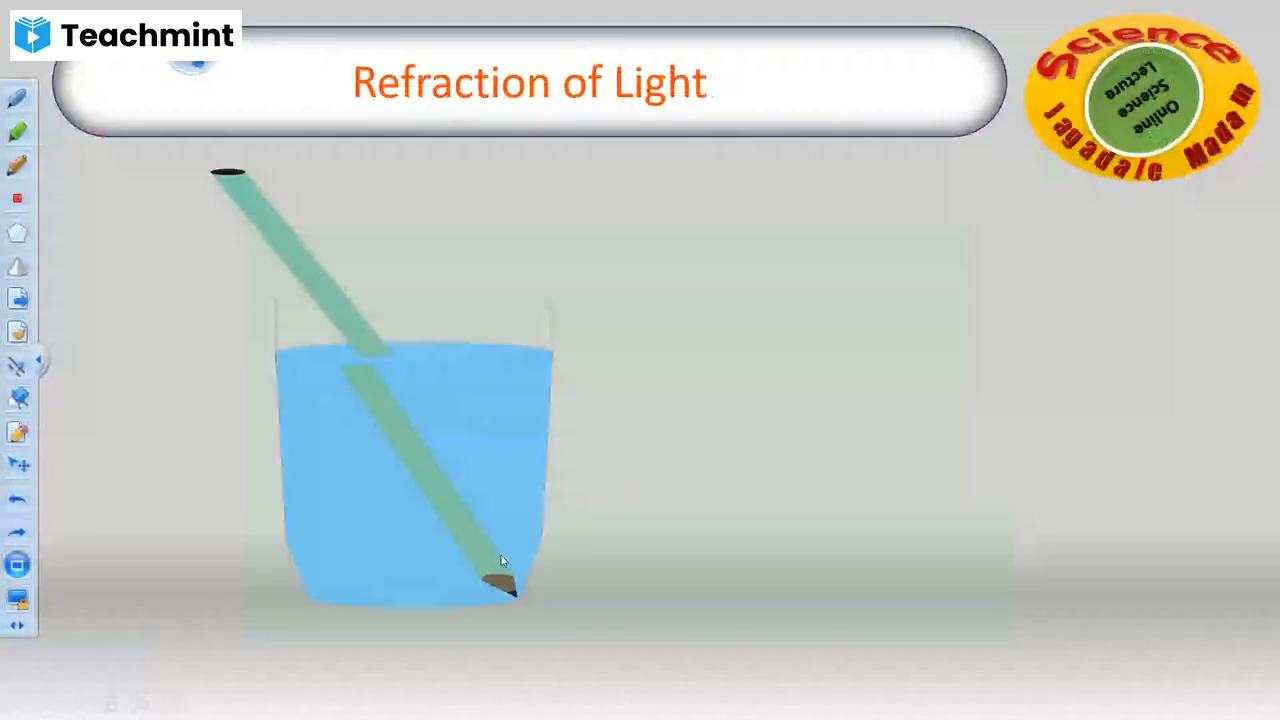 Teachmint
Refraction of Light
Science
Online
Science
Lecture
Jagadale Madam